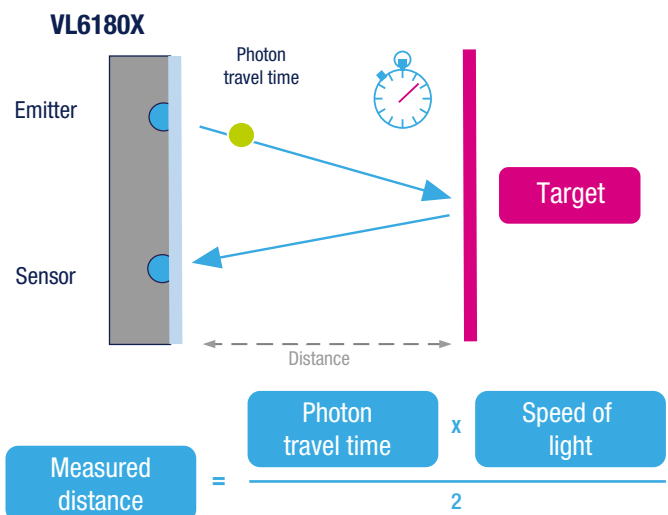 VL6180X
Photon
travel time
Emitter
Target
Sensor
Distance
Photon
travel time
x
Speed of
light
Measured
distance
=
2